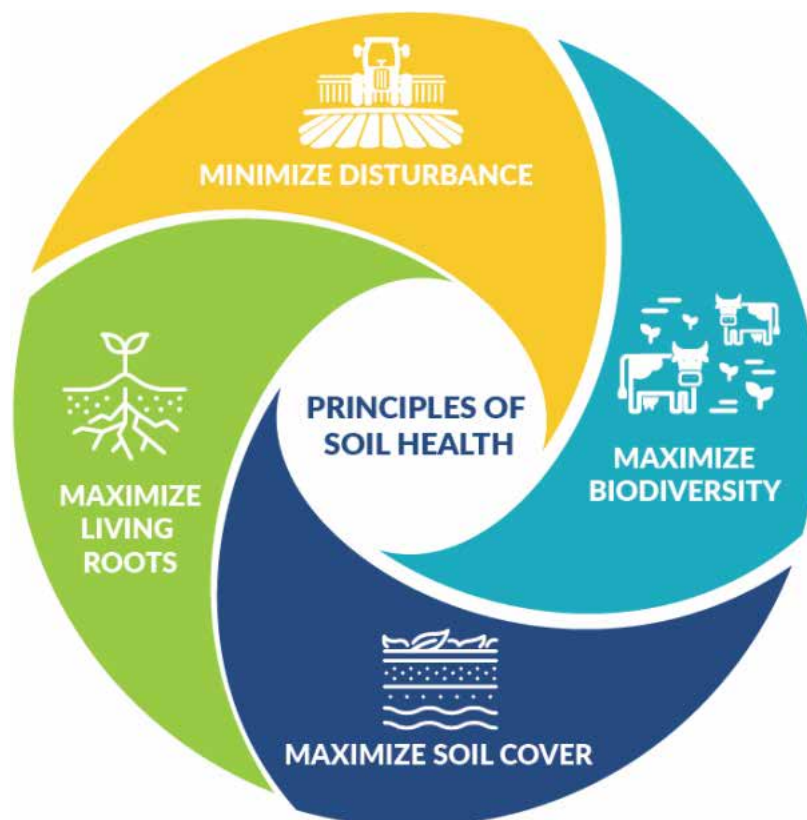 MINIMIZE DISTURBANCE
PRINCIPLES OF
SOIL HEALTH
MAXIMIZE
BIODIVERSITY
MAXIMIZE
LIVING
ROOTS
MAXIMIZE SOIL COVER